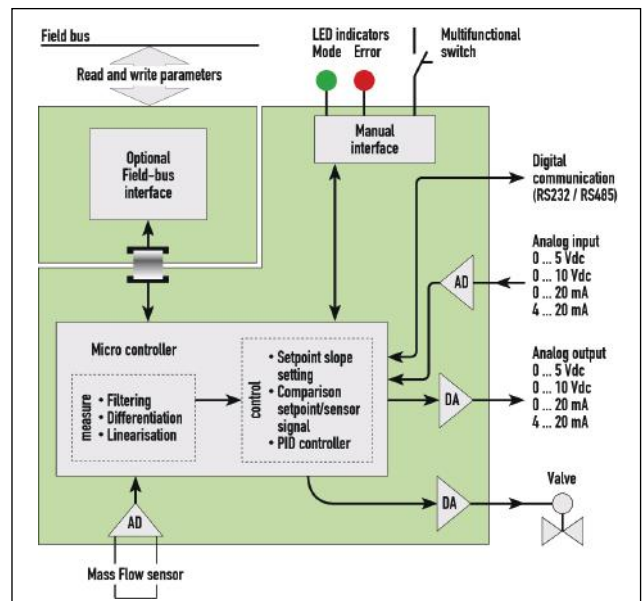 Field bus
Read and write parameters
LED indicators
Mode Error
Multifunctional
switch
Optional
Field-bus
interface
Manual
interface
Digital
communication
(RS232 / RS485)
Analog input
0 ... 5 Vdc
0 ... 10 Vdc
0 ... 20 mA
4 ... 20 mA
AD
Micro controller
measure
• Filtering
• Differentiation
• Linearisation
control
• Setpoint slope
setting
• Comparison
setpoint/sensor
signal
• PID controller
Analog output
0 ... 5 Vdc
0 ... 10 Vdc
0 ... 20 mA
4 ... 20 mA
DA
DA
Valve
AD
Mass Flow sensor